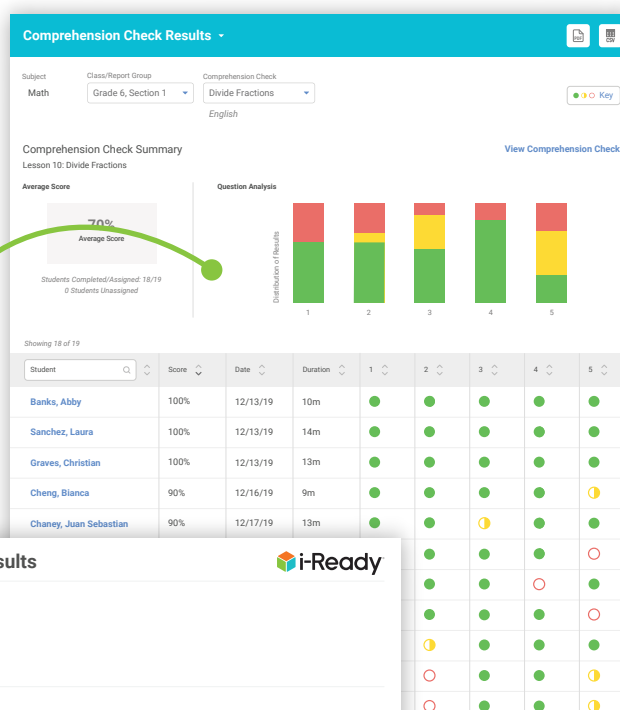 Comprehension Check Results
PDF
CSV
Subject
Class/Report Group
Comprehension Check
Math
Grade 6, Section 1
Divide Fractions
English
Key
Comprehension Check Summary
View Comprehension Check
Lesson 10: Divide Fractions
Average Score
Question Analysis
70%
Average Score
Students Completed/Assigned: 18/19
0 Students Unassigned
Distribution of Results
1 2 3 4 5
Showing 18 of 19
Student Score Date Duration 1 2 3 4 5
Banks, Abby 100% 12/13/19 10m
Sanchez, Laura 100% 12/13/19 14m
Graves, Christian 100% 12/13/19 13m
Cheng, Bianca 90% 12/16/19 9m
Chaney, Juan Sebastian 90% 12/17/19 13m
sults
i-Ready